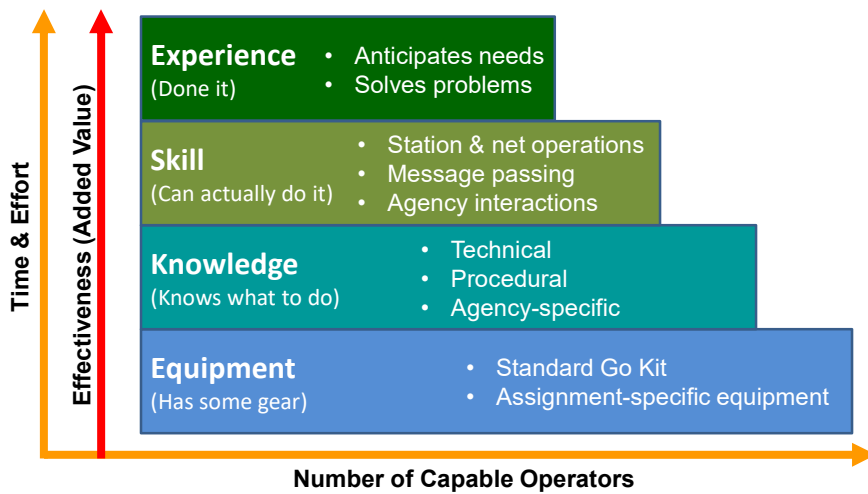 Time & Effort
Effectiveness (Added Value)
Experience
(Done it)
• Anticipates needs
• Solves problems
Skill
(Can actually do it)
• Station & net operations
• Message passing
• Agency interactions
Knowledge
(Knows what to do)
• Technical
• Procedural
• Agency-specific
Equipment
(Has some gear)
• Standard Go Kit
• Assignment-specific equipment
Number of Capable Operators